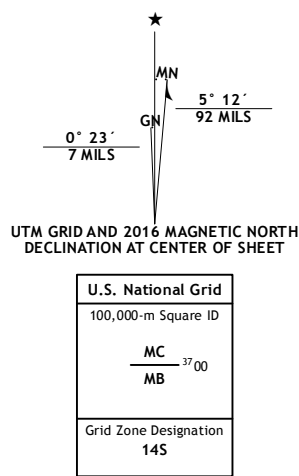 ★
MN
5° 12´
92 MILS
GN
0° 23´
7 MILS
UTM GRID AND 2016 MAGNETIC NORTH
DECLINATION AT CENTER OF SHEET
U.S. National Grid
100,000-m Square ID
MC
3700
MB
Grid Zone Designation
14S